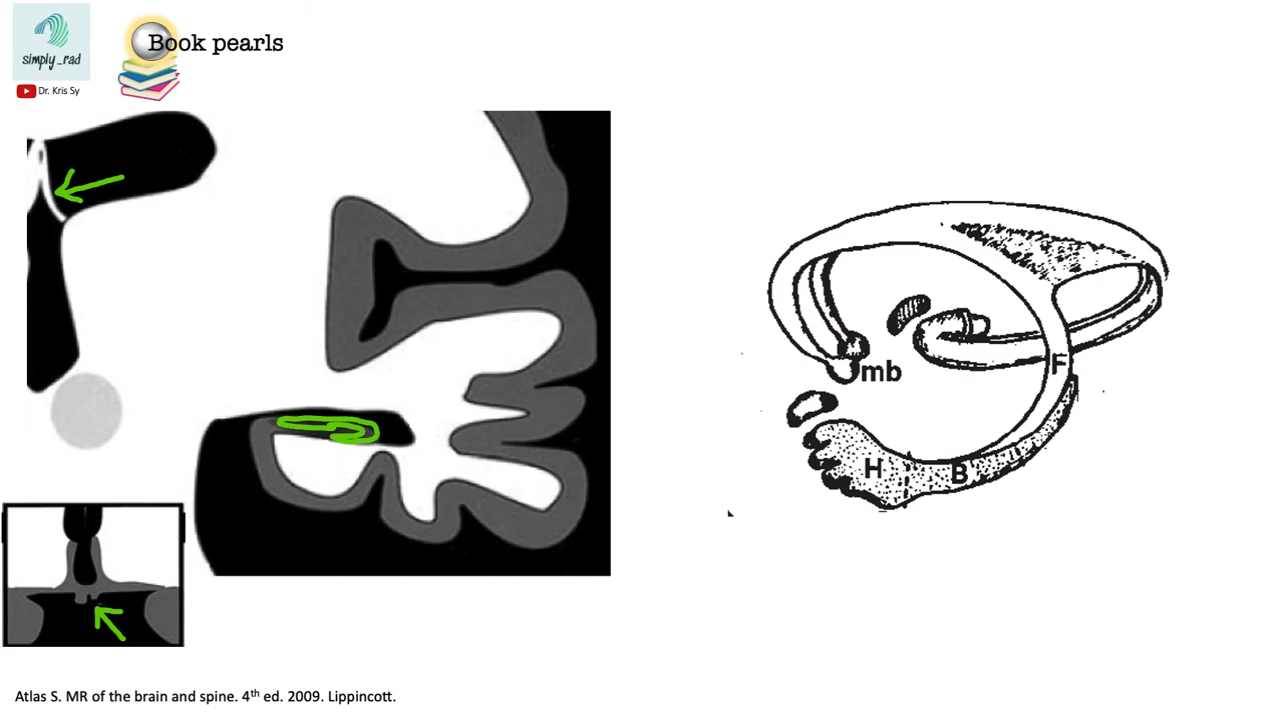 simply_rad
Dr. Kris Sy
Book pearls
mb
F
H
B
Atlas S. MR of the brain and spine. 4th ed. 2009. Lippincott.